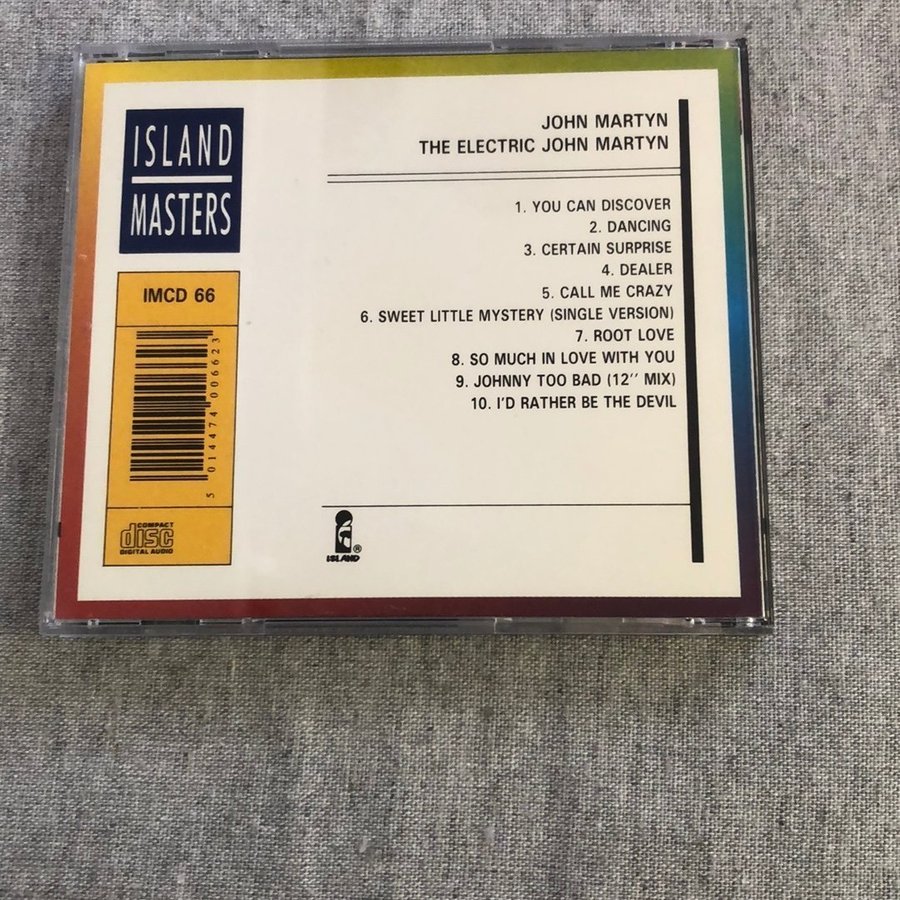 ISLAND
MASTERS
IMCD 66
5 014474 006623
COMPACT
disc
DIGITAL AUDIO
JOHN MARTYN
THE ELECTRIC JOHN MARTYN
1. YOU CAN DISCOVER
2. DANCING
3. CERTAIN SURPRISE
4. DEALER
5. CALL ME CRAZY
6. SWEET LITTLE MYSTERY (SINGLE VERSION)
7. ROOT LOVE
8. SO MUCH IN LOVE WITH YOU
9. JOHNNY TOO BAD (12'' MIX)
10. I'D RATHER BE THE DEVIL
ISLAND ®